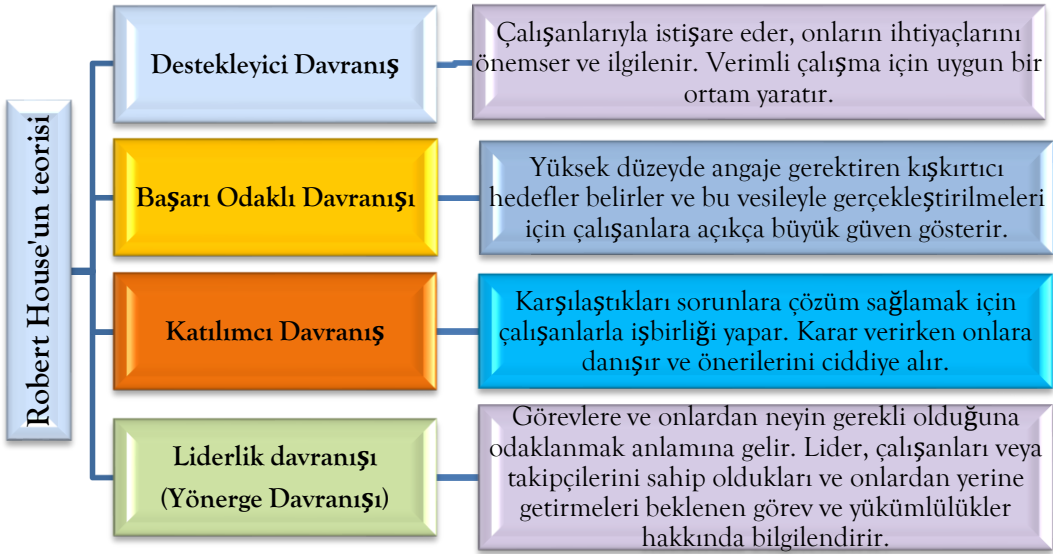 Robert House'un teorisi
Destekleyici Davranış
Çalışanlarıyla istişare eder, onların ihtiyaçlarını
önemser ve ilgilenir. Verimli çalışma için uygun bir
ortam yaratır.
Başarı Odaklı Davranışı
Yüksek düzeyde angaje gerektiren kışkırtıcı
hedefler belirler ve bu vesileyle gerçekleştirilmeleri
için çalışanlara açıkça büyük güven gösterir.
Katılımcı Davranış
Karşılaştıkları sorunlara çözüm sağlamak için
çalışanlarla işbirliği yapar. Karar verirken onlara
danışır ve önerilerini ciddiye alır.
Liderlik davranışı
(Yönerge Davranışı)
Görevlere ve onlardan neyin gerekli olduğuna
odaklanmak anlamına gelir. Lider, çalışanları veya
takipçilerini sahip oldukları ve onlardan yerine
getirmeleri beklenen görev ve yükümlülükler
hakkında bilgilendirir.